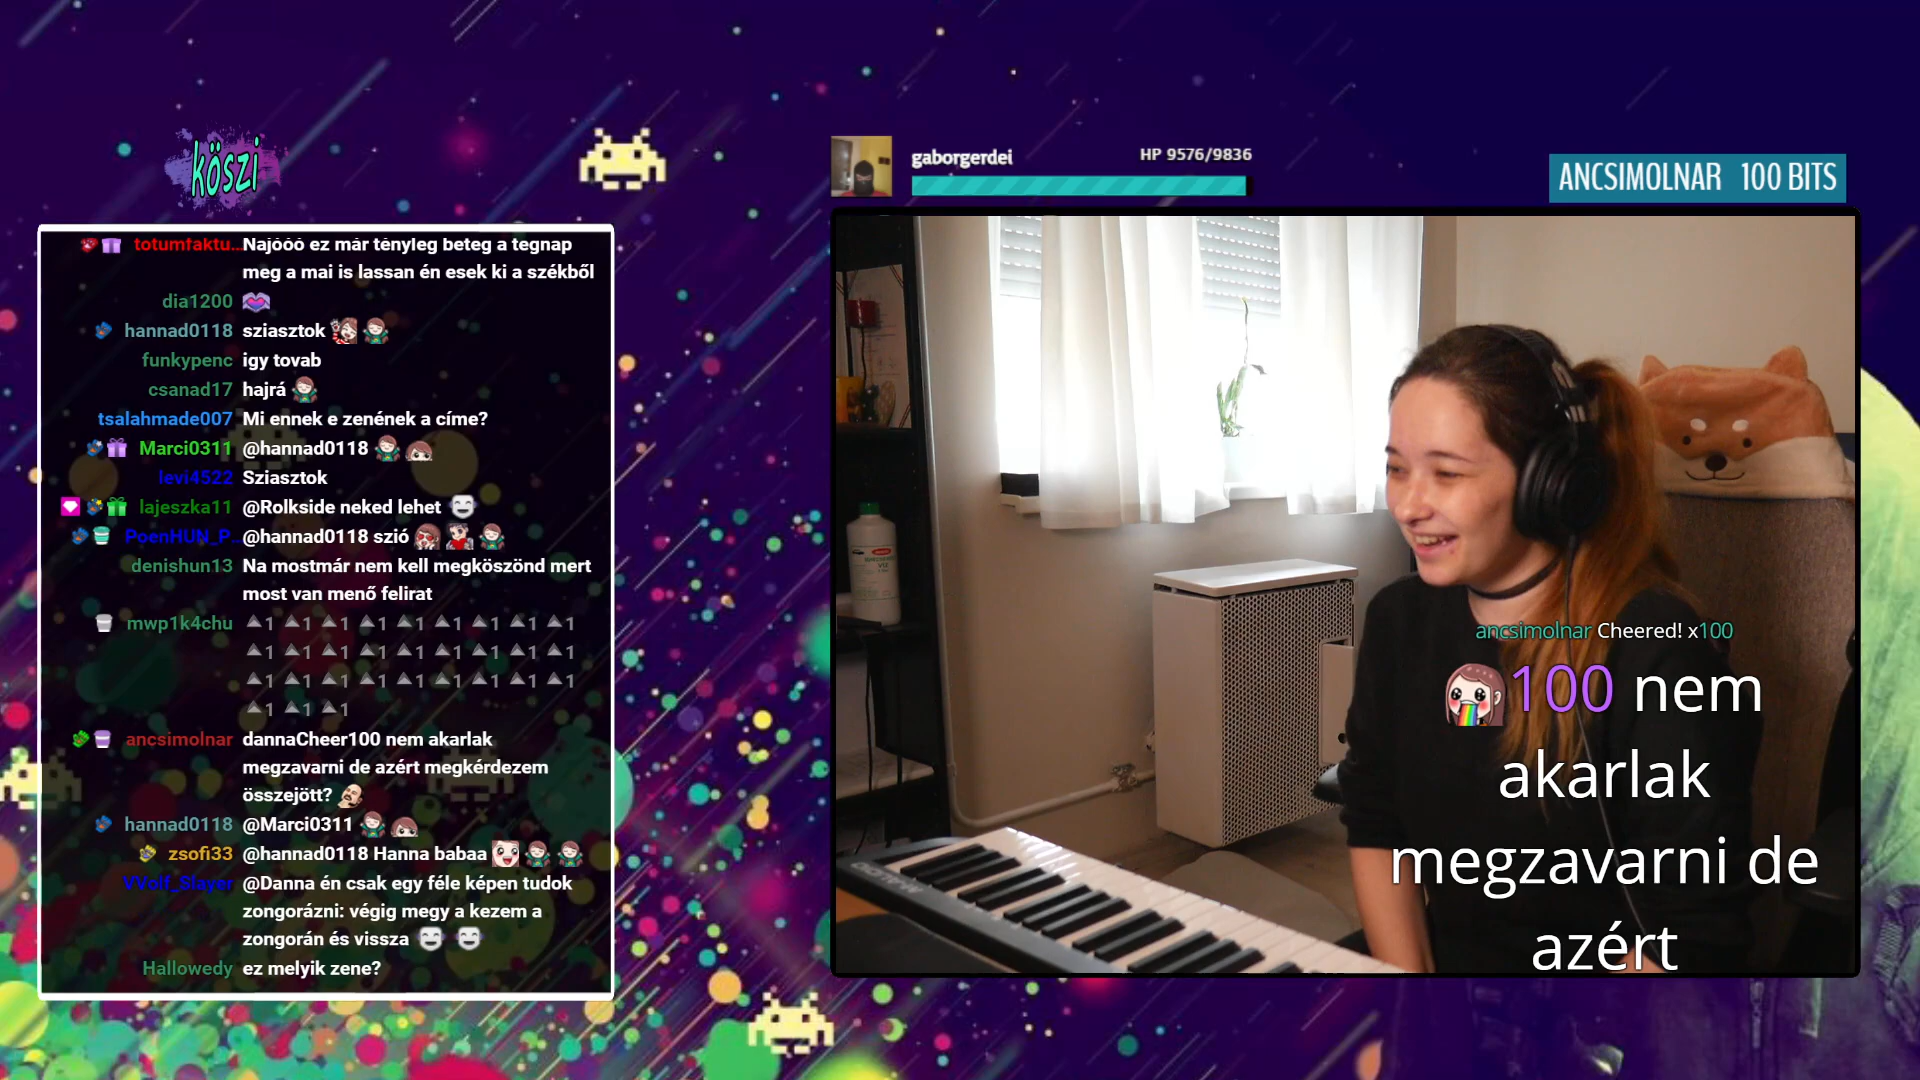 köszi
gaborgerdei
HP 9576/9836
ANCSIMOLNAR 100 BITS
totumfaktu... Najóóó ez már tényleg beteg a tegnap
meg a mai is lassan én esek ki a székből
dia1200
hannad0118 sziasztok
funkypenc igy tovab
csanad17 hajrá
tsalahmade007 Mi ennek e zenének a címe?
Marci0311 @hannad0118
levi4522 Sziasztok
lajeszka11 @Rolkside neked lehet
PoenHUN_P... @hannad0118 szió
denishun13 Na mostmár nem kell megköszönd mert
most van menő felirat
mwp1k4chu 1 1 1 1 1 1 1 1 1
1 1 1 1 1 1 1 1 1
1 1 1 1 1 1 1 1 1
1 1 1
ancsimolnar dannaCheer100 nem akarlak
megzavarni de azért megkérdezem
összejött?
hannad0118 @Marci0311
zsofi33 @hannad0118 Hanna babaa
VVolf_Slayer @Danna én csak egy féle képen tudok
zongorázni: végig megy a kezem a
zongorán és vissza
Hallowedy ez melyik zene?
ancsimolnar Cheered! x100
100 nem
akarlak
megzavarni de
azért